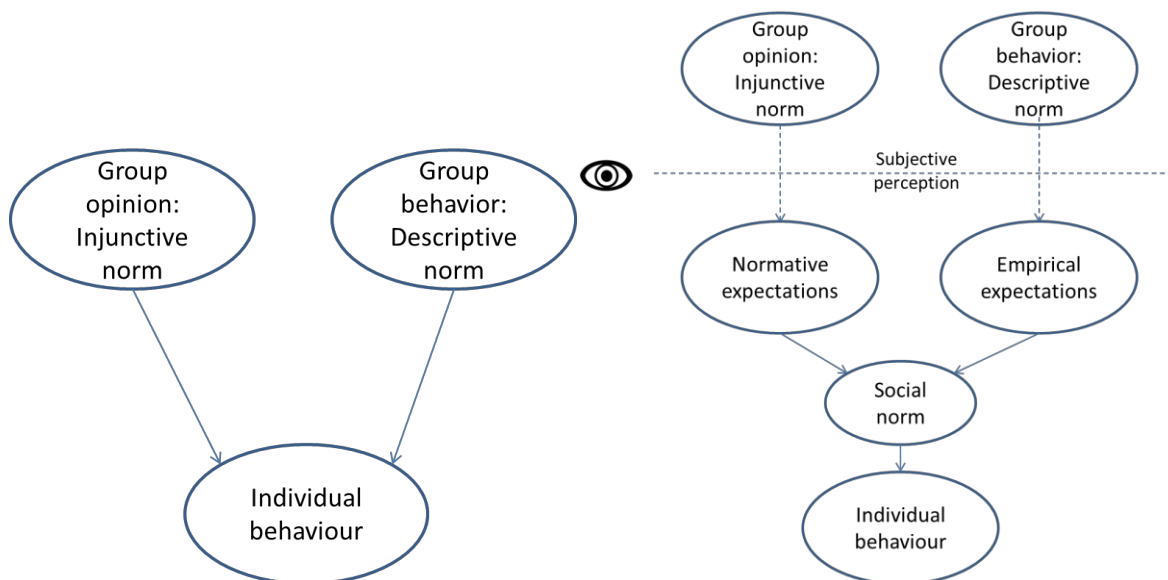 Group
opinion:
Injunctive
norm
Group
behavior:
Descriptive
norm
Individual
behaviour
Group
opinion:
Injunctive
norm
Group
behavior:
Descriptive
norm
Subjective
perception
Normative
expectations
Empirical
expectations
Social
norm
Individual
behaviour